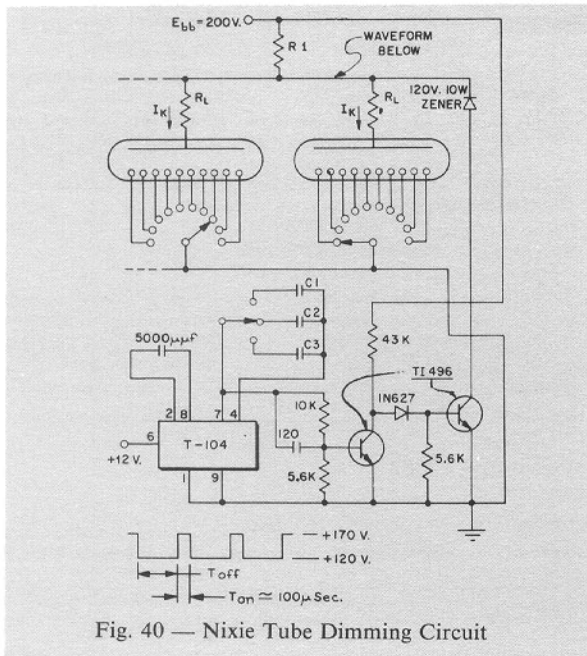 Ebb=200V.
R 1
WAVEFORM
BELOW
120V. 10W
ZENER
IK
RL
IK
RL
C1
C2
C3
5000μμf
43K
TI 496
2 8 7 4
10K
1N627
120
6
T-104
+12 V.
5.6K
5.6K
1 9
+170 V.
+120 V.
Toff
Ton ≃ 100μSec.
Fig. 40 — Nixie Tube Dimming Circuit